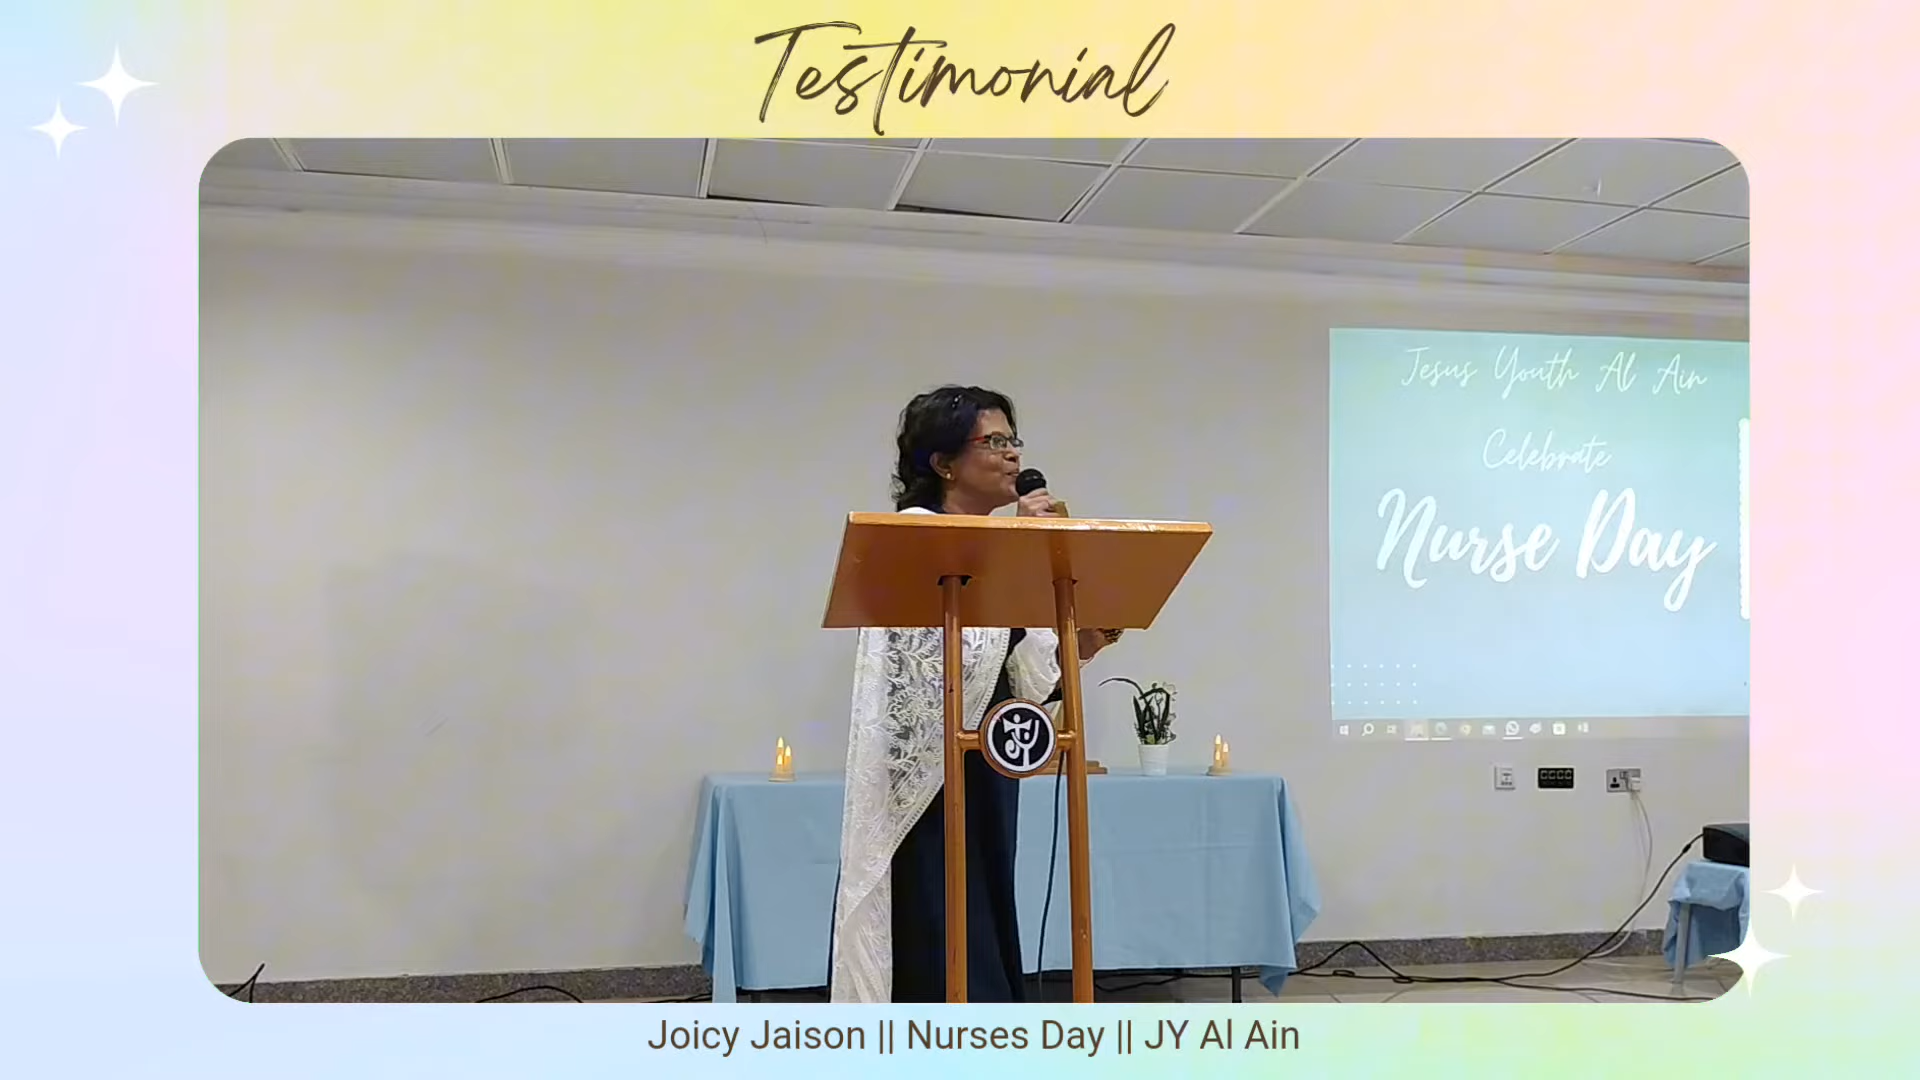 Testimonial
Jesus Youth Al Ain
Celebrate
Nurse Day
Joicy Jaison || Nurses Day || JY Al Ain